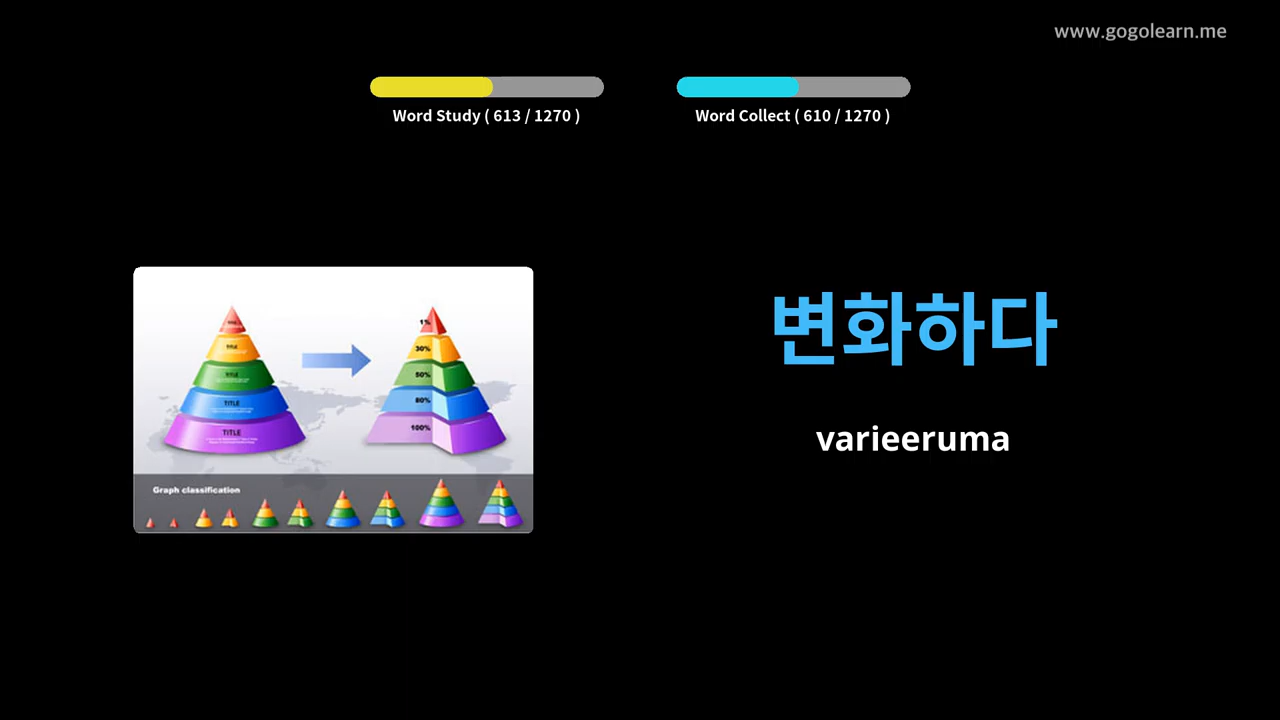 www.gogolearn.me
Word Study ( 613 / 1270 )
Word Collect ( 610 / 1270 )
TITLE
TITLE
TITLE
TITLE
1%
30%
50%
80%
100%
Graph classification
변화하다
varieeruma